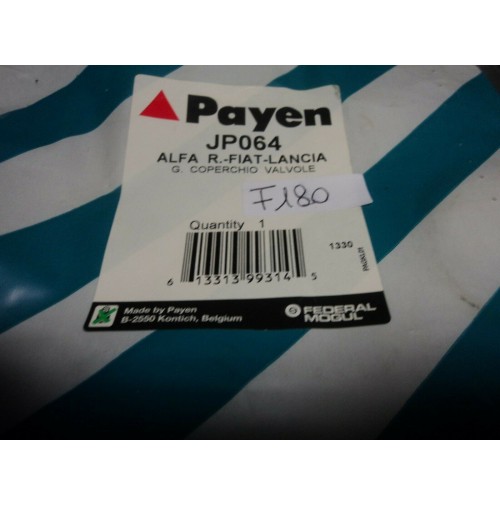 Payen
JP064
ALFA R.-FIAT-LANCIA
G. COPERCHIO VALVOLE
F180
Quantity 1
1330
6 13313 99314 5
Made by Payen
B-2550 Kontich, Belgium
FEDERAL
MOGUL